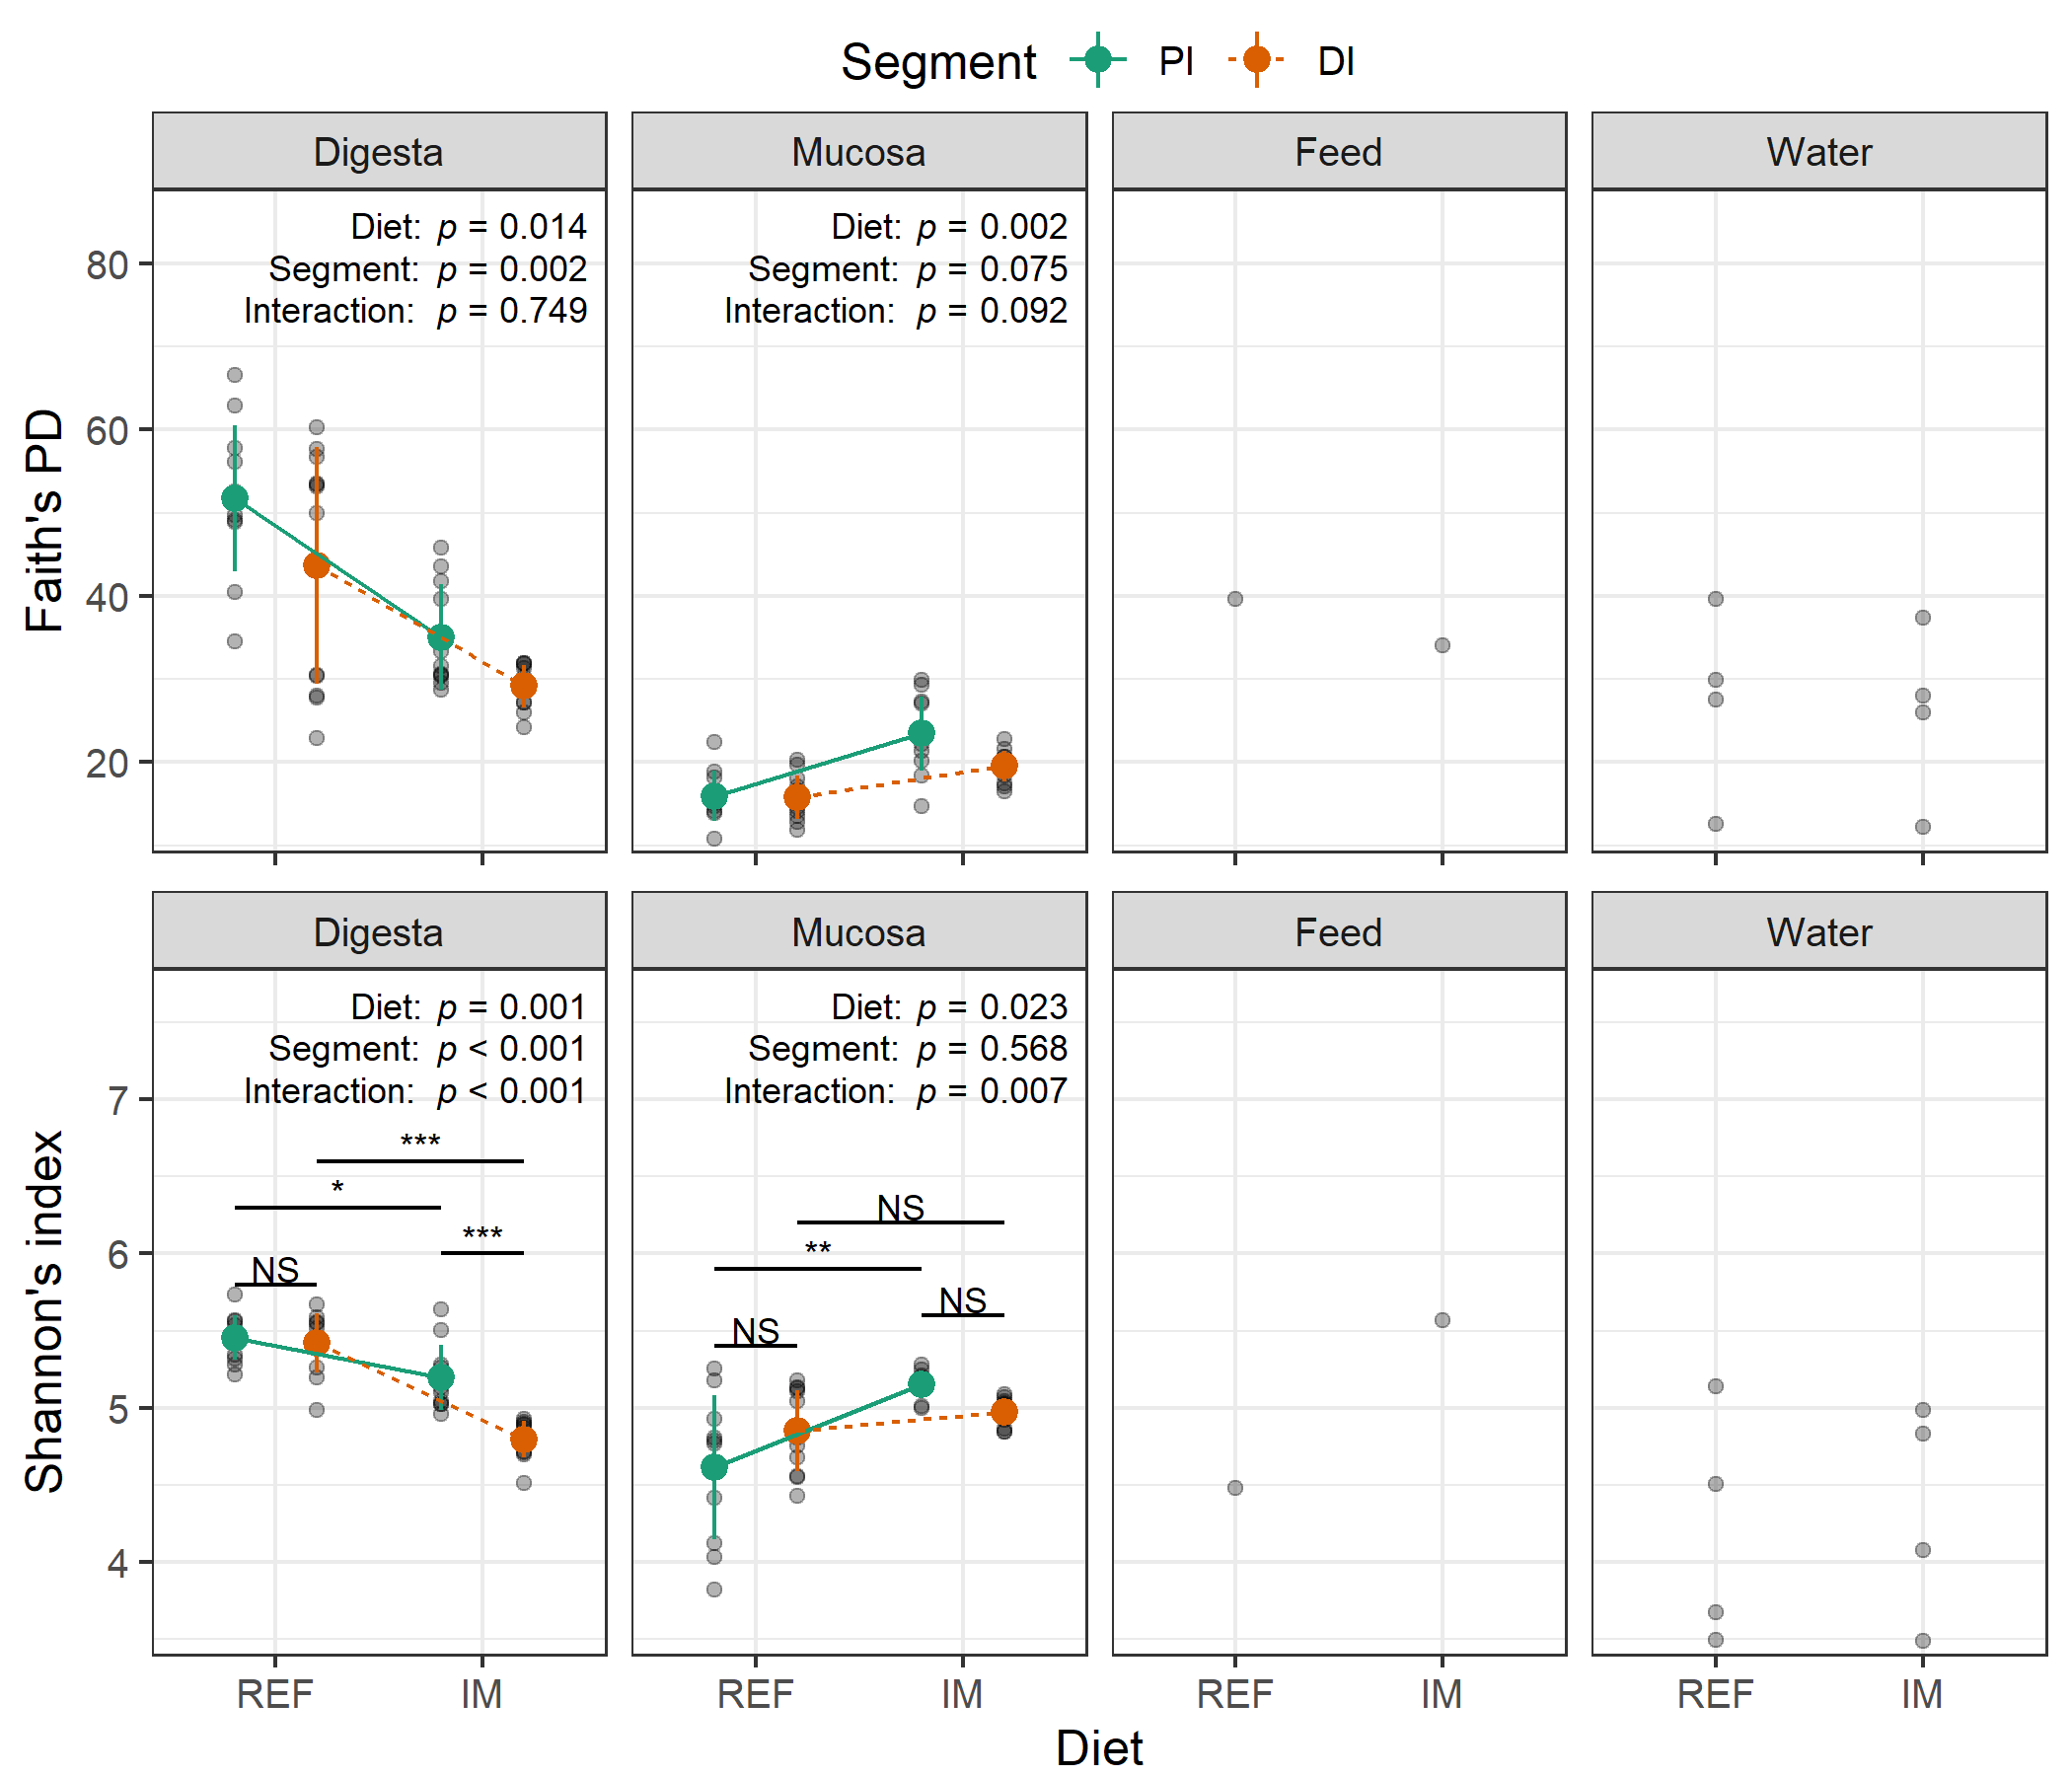 Segment PI DI
Digesta Mucosa Feed Water
Diet: p = 0.014
Segment: p = 0.002
Interaction: p = 0.749
Diet: p = 0.002
Segment: p = 0.075
Interaction: p = 0.092
Faith's PD
80
60
40
20
Digesta Mucosa Feed Water
Diet: p = 0.001
Segment: p < 0.001
Interaction: p < 0.001
***
*
***
NS
Diet: p = 0.023
Segment: p = 0.568
Interaction: p = 0.007
NS
**
NS
NS
Shannon's index
7
6
5
4
REF IM REF IM REF IM REF IM
Diet